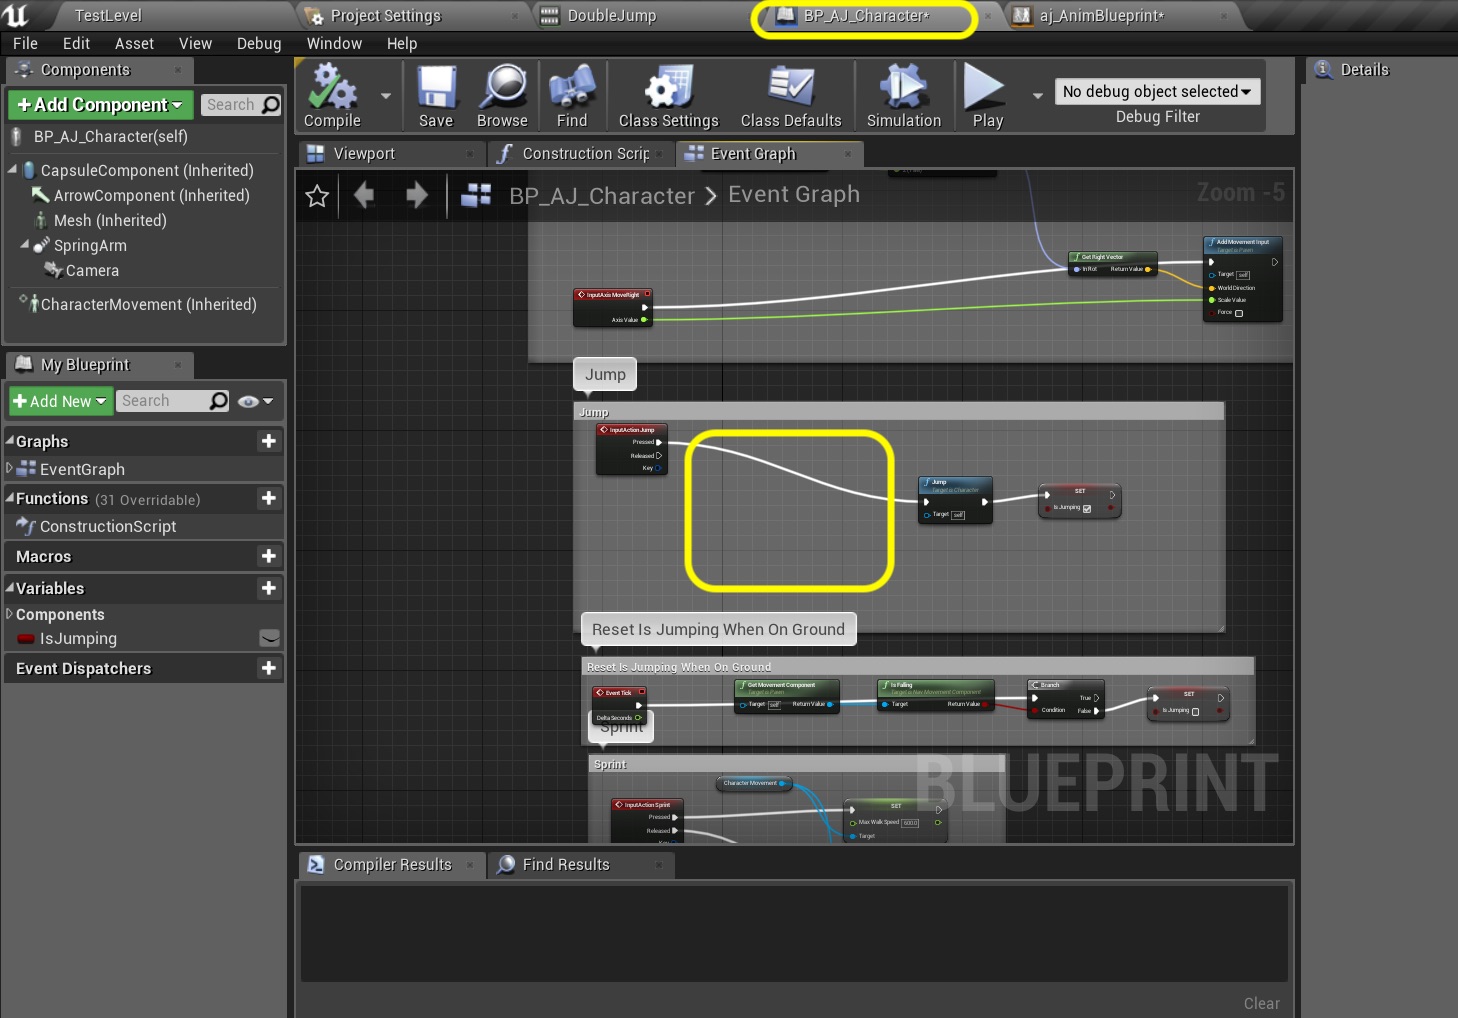 TestLevel
Project Settings
DoubleJump
BP_AJ_Character*
aj_AnimBlueprint*
File Edit Asset View Debug Window Help
Components
+Add Component
Search
BP_AJ_Character(self)
CapsuleComponent (Inherited)
ArrowComponent (Inherited)
Mesh (Inherited)
SpringArm
Camera
CharacterMovement (Inherited)
My Blueprint
+Add New
Search
Graphs
EventGraph
Functions (31 Overridable)
ConstructionScript
Macros
Variables
Components
IsJumping
Event Dispatchers
Compile
Save
Browse
Find
Class Settings
Class Defaults
Simulation
Play
No debug object selected
Debug Filter
Details
Viewport
Construction Scrip
Event Graph
BP_AJ_Character > Event Graph
Zoom -5
InputAxis MoveRight
Axis Value
Get Right Vector
In Rot Return Value
Add Movement Input
Target is Pawn
Target self
World Direction
Scale Value
Force
Jump
Jump
InputAction Jump
Pressed
Released
Key
Jump
Target is Character
Target self
SET
Is Jumping
Reset Is Jumping When On Ground
Reset Is Jumping When On Ground
Event Tick
Delta Seconds
Get Movement Component
Target is Pawn
Target self Return Value
Is Falling
Target is Nav Movement Component
Target Return Value
Branch
True
Condition False
SET
Is Jumping
Sprint
Sprint
Character Movement
InputAction Sprint
Pressed
Released
Key
SET
Max Walk Speed 600.0
Target
BLUEPRINT
Compiler Results
Find Results
Clear